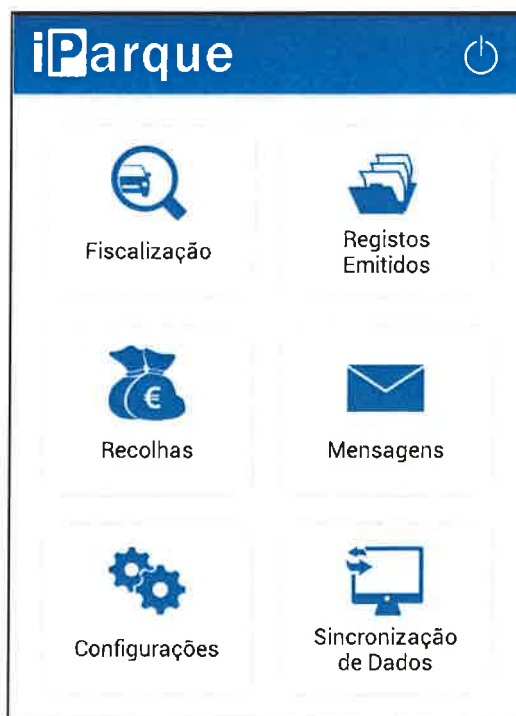 iParque
Fiscalização
Registos
Emitidos
€
Recolhas
Mensagens
Configurações
Sincronização
de Dados